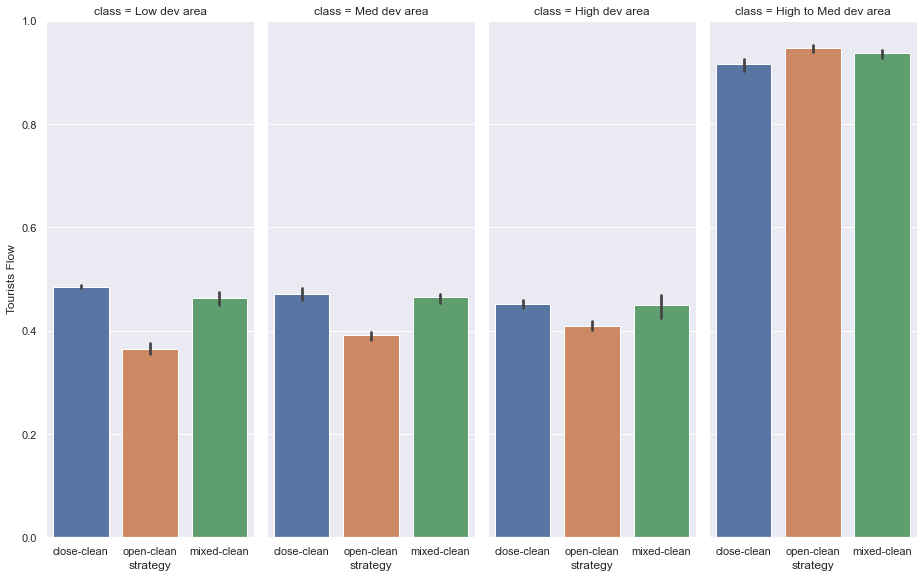 class = Low dev area
class = Med dev area
class = High dev area
class = High to Med dev area
1.0
0.8
0.6
0.4
0.2
0.0
Tourists Flow
close-clean open-clean mixed-clean
strategy
close-clean open-clean mixed-clean
strategy
close-clean open-clean mixed-clean
strategy
close-clean open-clean mixed-clean
strategy